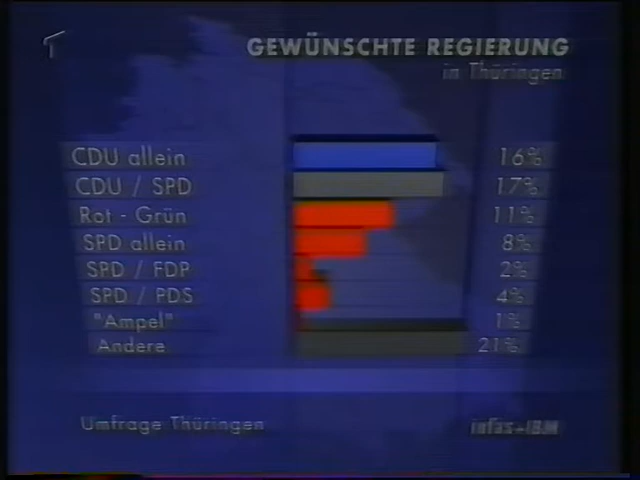 GEWÜNSCHTE REGIERUNG
in Thüringen
CDU allein 16%
CDU / SPD 17%
Rot - Grün 11%
SPD allein 8%
SPD / FDP 2%
SPD / PDS 4%
"Ampel" 1%
Andere 21%
Umfrage Thüringen infas+IBM